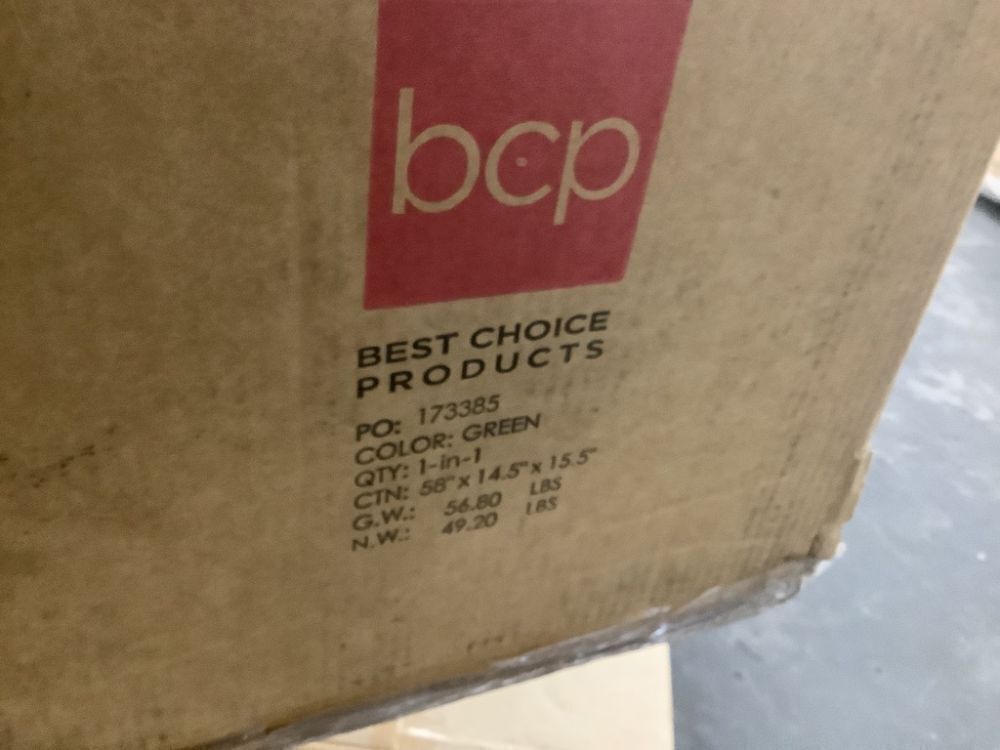 bcp
BEST CHOICE
PRODUCTS
PO: 173385
COLOR: GREEN
QTY: 1-in-1
CTN: 58"x 14.5"x 15.5"
G.W.: 56.80 LBS
N.W.: 49.20 LBS